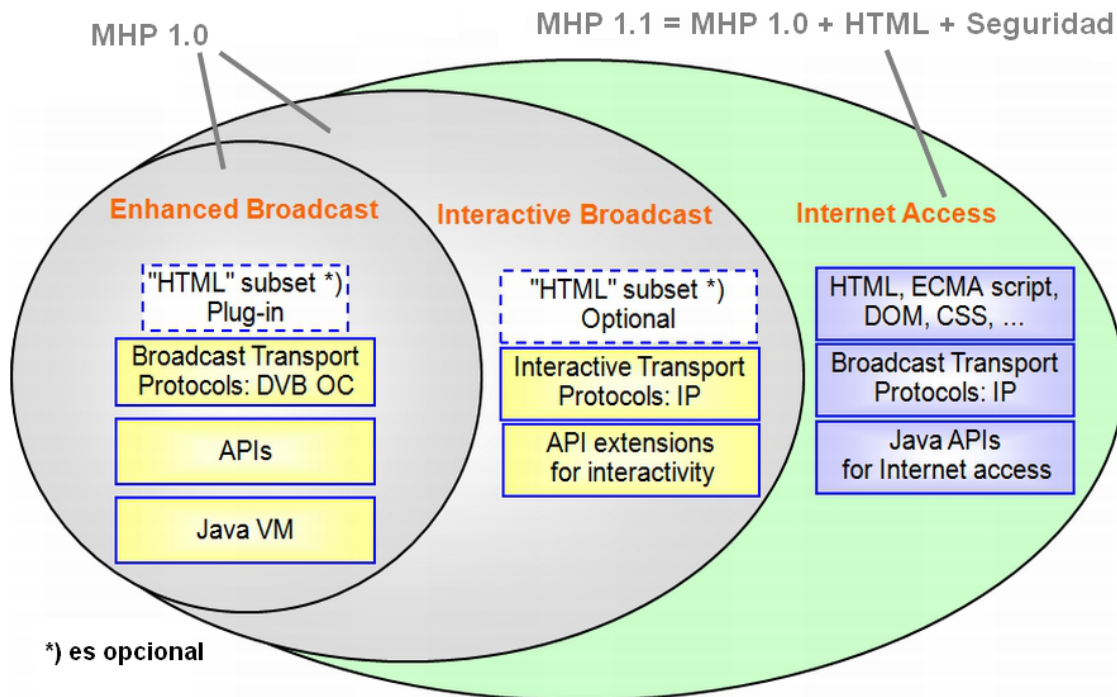 MHP 1.0
MHP 1.1 = MHP 1.0 + HTML + Seguridad
Enhanced Broadcast
"HTML" subset *)
Plug-in
Broadcast Transport
Protocols: DVB OC
APIs
Java VM
Interactive Broadcast
"HTML" subset *)
Optional
Interactive Transport
Protocols: IP
API extensions
for interactivity
Internet Access
HTML, ECMA script,
DOM, CSS, ...
Broadcast Transport
Protocols: IP
Java APIs
for Internet access
*) es opcional